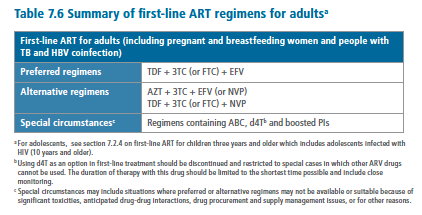 Table 7.6 Summary of first-line ART regimens for adultsᵃ
First-line ART for adults (including pregnant and breastfeeding women and people with
TB and HBV coinfection)
Preferred regimens TDF + 3TC (or FTC) + EFV
Alternative regimens AZT + 3TC + EFV (or NVP)
TDF + 3TC (or FTC) + NVP
Special circumstancesᶜ Regimens containing ABC, d4Tᵇ and boosted PIs
ᵃ For adolescents, see section 7.2.4 on first-line ART for children three years and older which includes adolescents infected with
HIV (10 years and older).
ᵇ Using d4T as an option in first-line treatment should be discontinued and restricted to special cases in which other ARV drugs
cannot be used. The duration of therapy with this drug should be limited to the shortest time possible and include close
monitoring.
ᶜ Special circumstances may include situations where preferred or alternative regimens may not be available or suitable because of
significant toxicities, anticipated drug-drug interactions, drug procurement and supply management issues, or for other reasons.